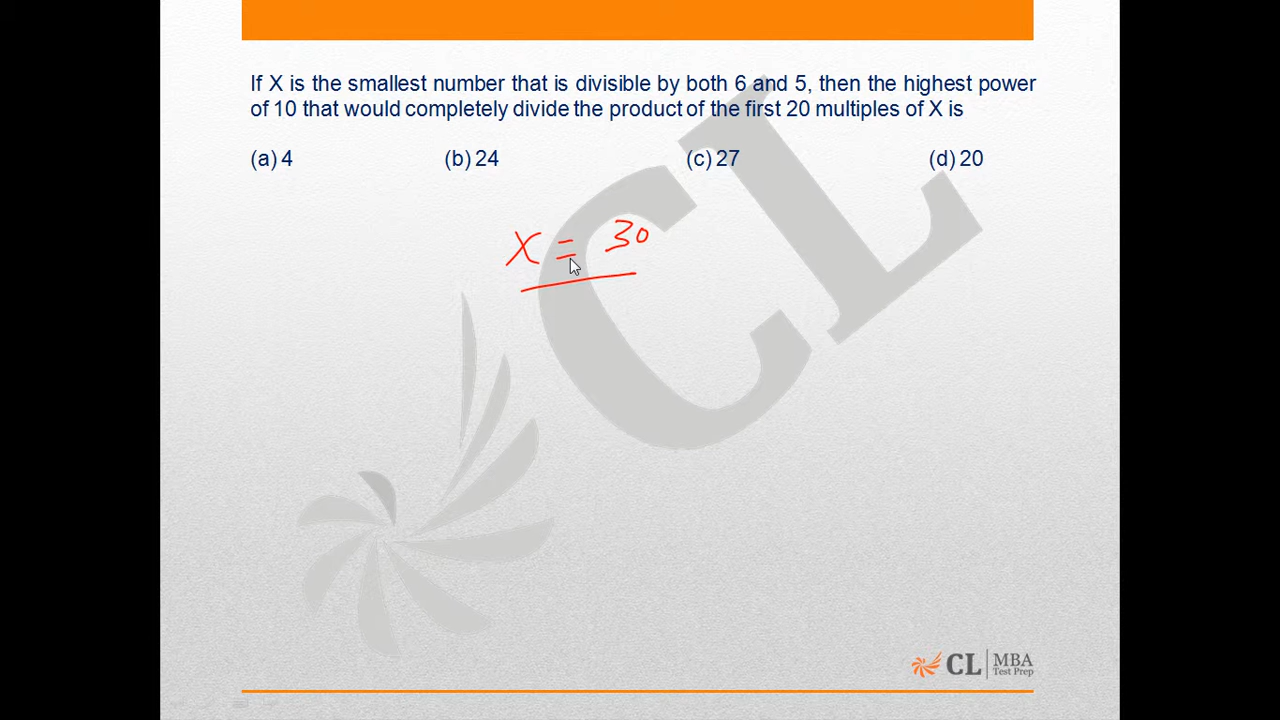 If X is the smallest number that is divisible by both 6 and 5, then the highest power
of 10 that would completely divide the product of the first 20 multiples of X is
(a) 4 (b) 24 (c) 27 (d) 20
X = 30
CL
CL MBA
Test Prep